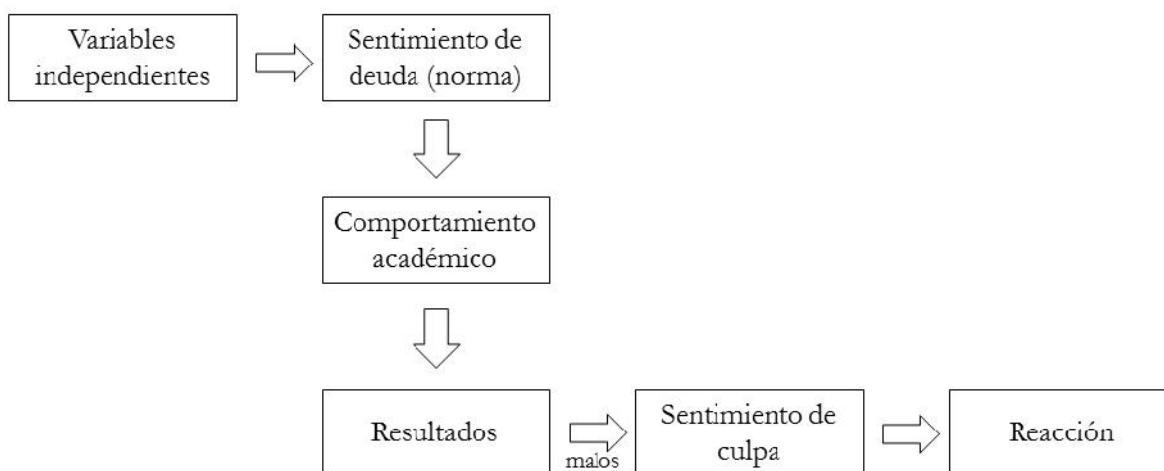 Variables
independientes
Sentimiento de
deuda (norma)
Comportamiento
académico
Resultados
malos
Sentimiento de
culpa
Reacción